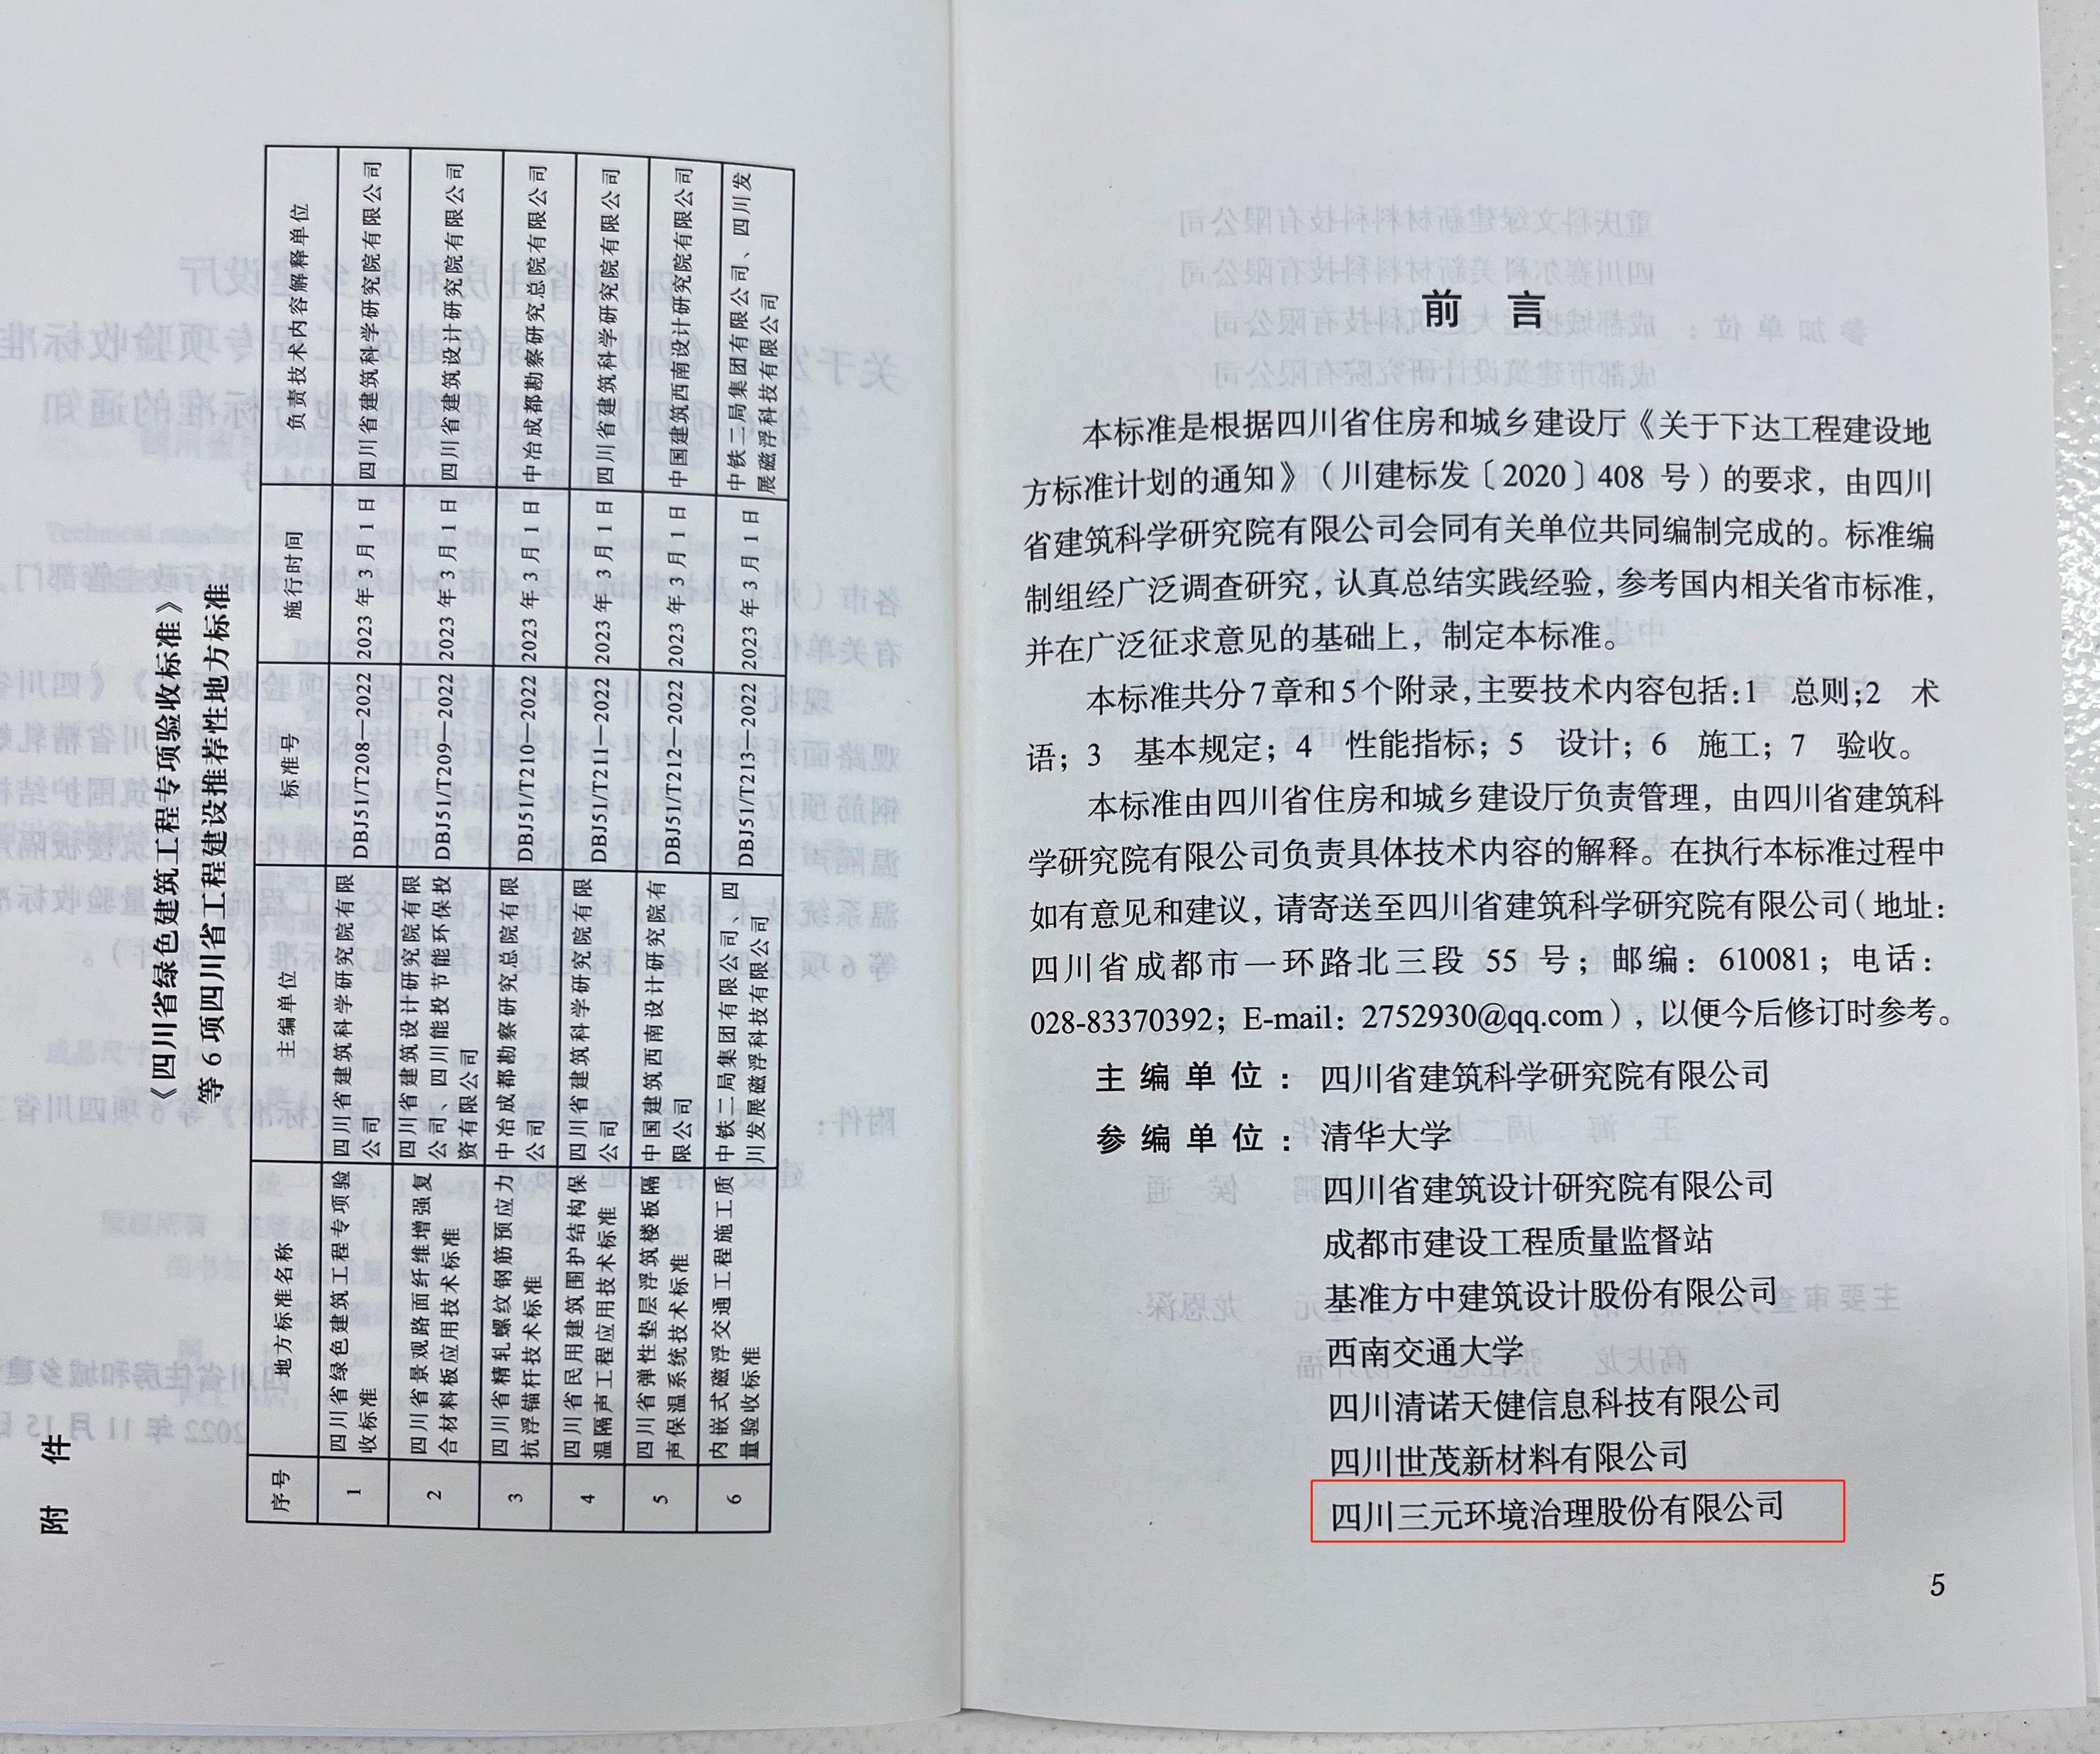 附 件
《四川省绿色建筑工程专项验收标准》
等 6 项四川省工程建设推荐性地方标准
序号 地方标准名称 主编单位 标准号 施行时间 负责技术内容解释单位
1 四川省绿色建筑工程专项验 四川省建筑科学研究院有限 DBJ51/T208—2022 2023 年 3 月 1 日 四川省建筑科学研究院有限公司
收标准 公司
2 四川省景观路面纤维增强复 四川省建筑设计研究院有限 DBJ51/T209—2022 2023 年 3 月 1 日 四川省建筑设计研究院有限公司
合材料板应用技术标准 公司、四川能投节能环保投
资有限公司
3 四川省精轧螺纹钢筋预应力 中冶成都勘察研究总院有限 DBJ51/T210—2022 2023 年 3 月 1 日 中冶成都勘察研究总院有限公司
抗浮锚杆技术标准 公司
4 四川省民用建筑围护结构保 四川省建筑科学研究院有限 DBJ51/T211—2022 2023 年 3 月 1 日 四川省建筑科学研究院有限公司
温隔声工程应用技术标准 公司
5 四川省弹性垫层浮筑楼板隔 中国建筑西南设计研究院有 DBJ51/T212—2022 2023 年 3 月 1 日 中国建筑西南设计研究院有限公司
声保温系统技术标准 限公司
6 内嵌式磁浮交通工程施工质 中铁二局集团有限公司、四 DBJ51/T213—2022 2023 年 3 月 1 日 中铁二局集团有限公司、四川发
量验收标准 川发展磁浮科技有限公司 展磁浮科技有限公司
前 言
本标准是根据四川省住房和城乡建设厅《关于下达工程建设地
方标准计划的通知》（川建标发〔2020〕408 号）的要求，由四川
省建筑科学研究院有限公司会同有关单位共同编制完成的。标准编
制组经广泛调查研究，认真总结实践经验，参考国内相关省市标准，
并在广泛征求意见的基础上，制定本标准。
本标准共分7章和5个附录，主要技术内容包括：1 总则；2 术
语；3 基本规定；4 性能指标；5 设计；6 施工；7 验收。
本标准由四川省住房和城乡建设厅负责管理，由四川省建筑科
学研究院有限公司负责具体技术内容的解释。在执行本标准过程中
如有意见和建议，请寄送至四川省建筑科学研究院有限公司（地址：
四川省成都市一环路北三段 55 号；邮编：610081；电话：
028-83370392；E-mail：2752930@qq.com），以便今后修订时参考。
主编单位：四川省建筑科学研究院有限公司
参编单位：清华大学
四川省建筑设计研究院有限公司
成都市建设工程质量监督站
基准方中建筑设计股份有限公司
西南交通大学
四川清诺天健信息科技有限公司
四川世茂新材料有限公司
四川三元环境治理股份有限公司
5